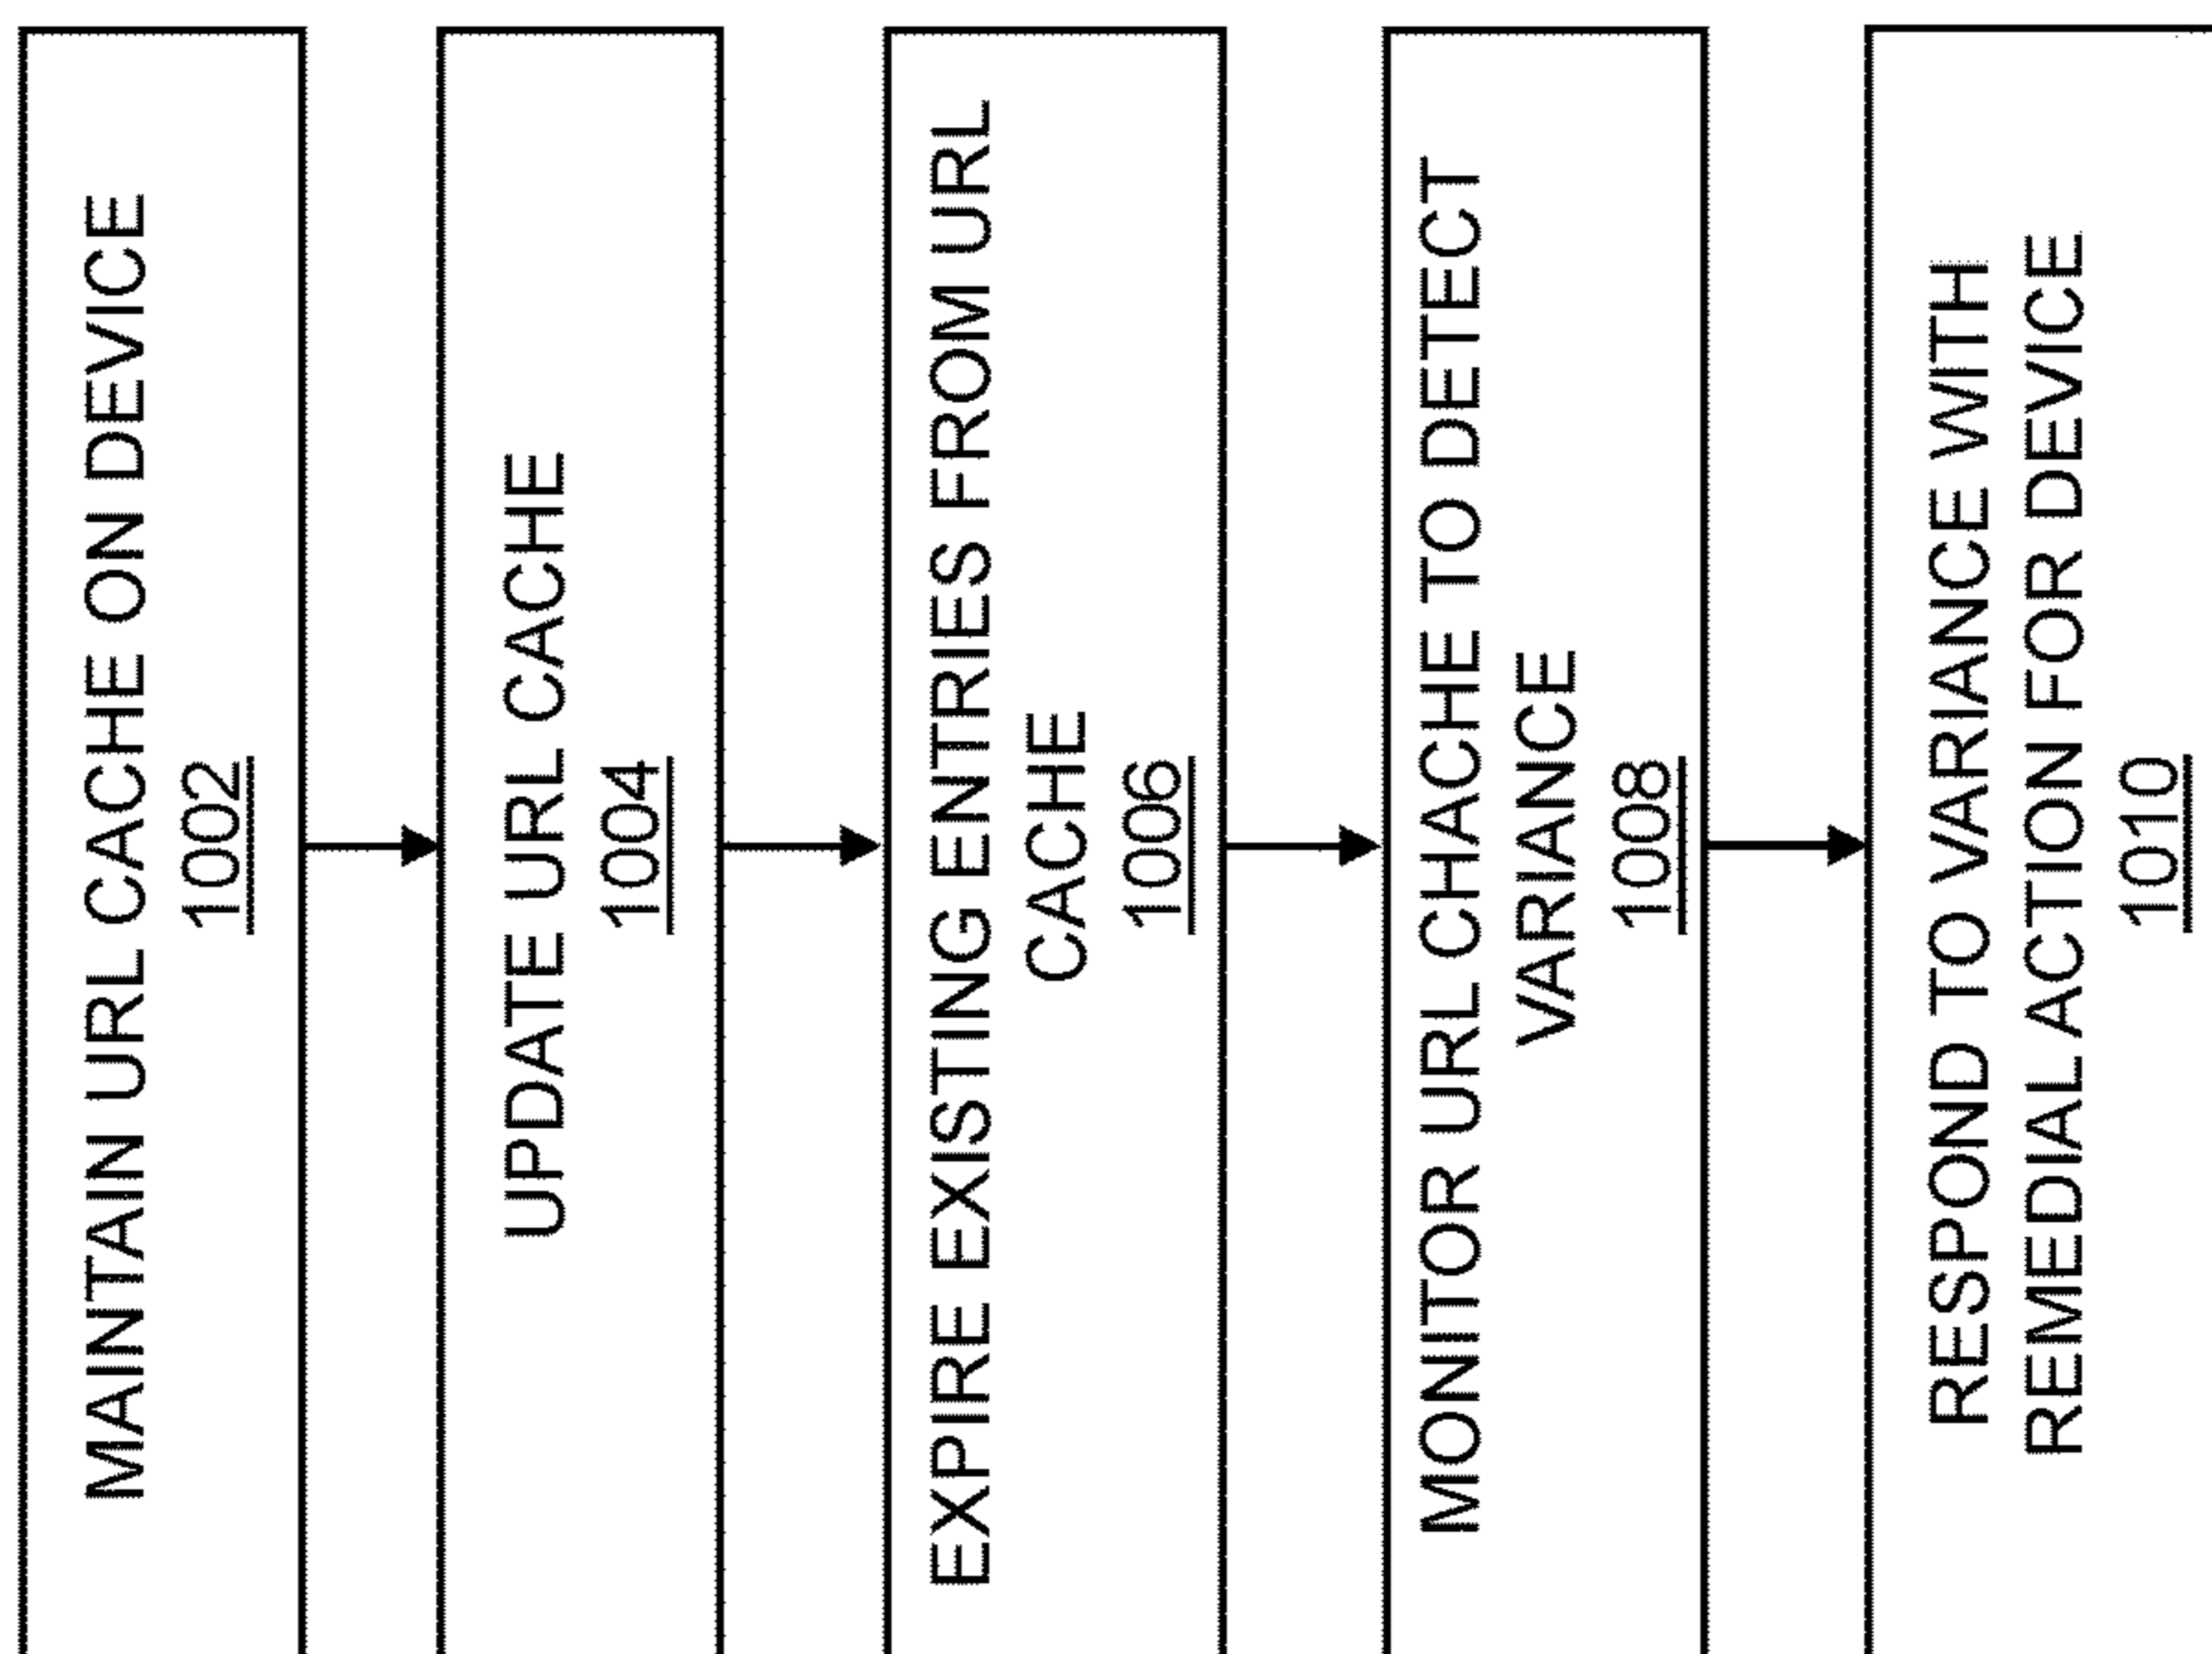 MAINTAIN URL CACHE ON DEVICE
1002
UPDATE URL CACHE
1004
EXPIRE EXISTING ENTRIES FROM URL
CACHE
1006
MONITOR URL CHACHE TO DETECT
VARIANCE
1008
RESPOND TO VARIANCE WITH
REMEDIAL ACTION FOR DEVICE
1010